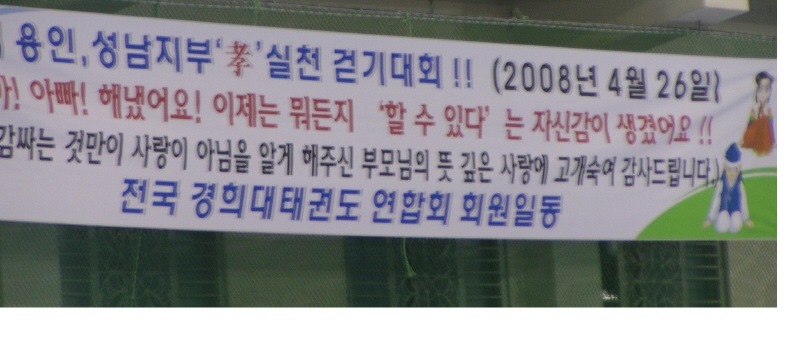 용인,성남지부‘孝’실천 걷기대회 !! (2008년 4월 26일)
아빠! 해냈어요! 이제는 뭐든지 ‘할 수 있다’ 는 자신감이 생겼어요 !!
감싸는 것만이 사랑이 아님을 알게 해주신 부모님의 뜻 깊은 사랑에 고개숙여 감사드립니다.
전국 경희대태권도 연합회 회원일동